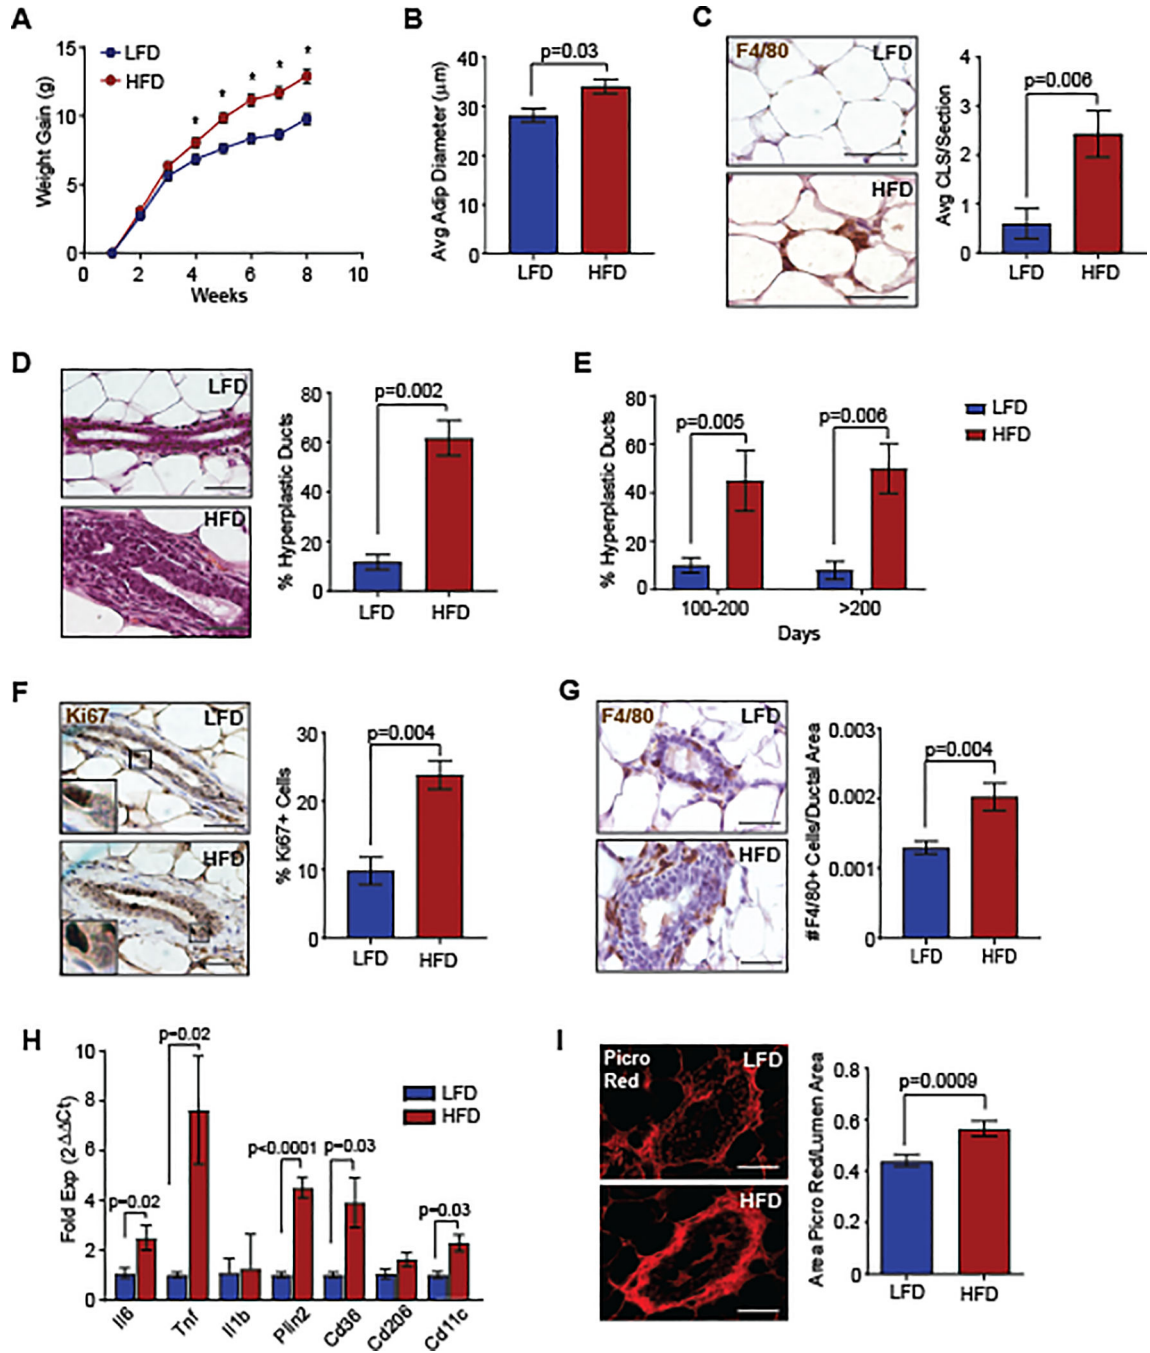 A
LFD
HFD
Weight Gain (g)
15
10
5
0
0 2 4 6 8 10
* * * * *
Weeks
B
p=0.03
Avg Adip Diameter (μm)
40
30
20
10
0
LFD HFD
C
F4/80 LFD
HFD
p=0.006
Avg CLS/Section
4
3
2
1
0
LFD HFD
D
LFD
HFD
p=0.002
% Hyperplastic Ducts
80
60
40
20
0
LFD HFD
E
p=0.005
p=0.006
LFD
HFD
% Hyperplastic Ducts
80
60
40
20
0
100-200 >200
Days
F
Ki67 LFD
HFD
p=0.004
% Ki67+ Cells
30
20
10
0
LFD HFD
G
F4/80 LFD
HFD
p=0.004
#F4/80+ Cells/Ductal Area
0.003
0.002
0.001
0
LFD HFD
H
p=0.02
p=0.02
p<0.0001
p=0.03
p=0.03
LFD
HFD
Fold Exp (2ΔΔCt)
10
8
6
4
2
0
Il6 Tnf Il1b Plin2 Cd36 Cd206 Cd11c
I
Picro
Red
LFD
HFD
p=0.0009
Area Picro Red/Lumen Area
0.8
0.6
0.4
0.2
0
LFD HFD